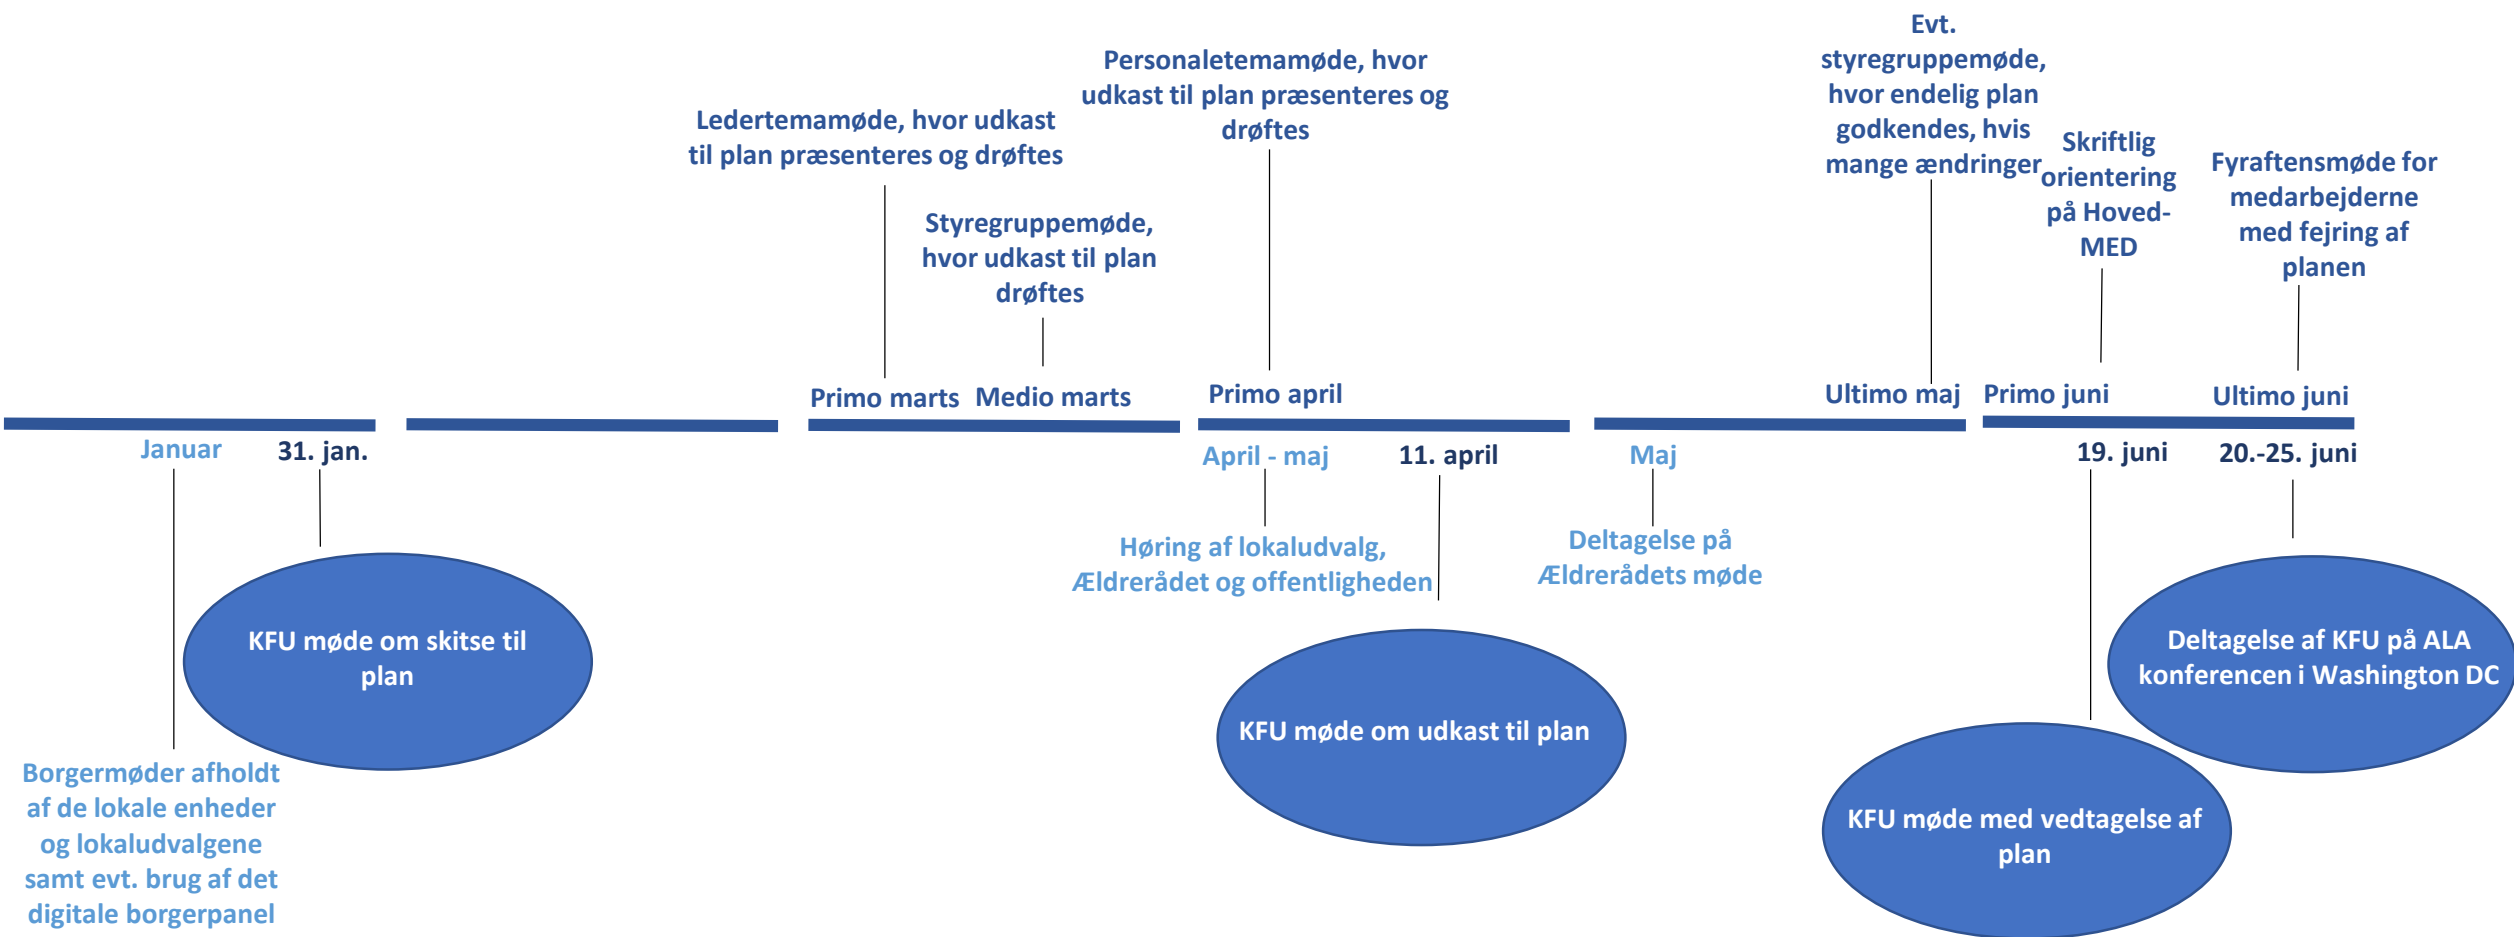 Evt.
styregruppemøde,
hvor endelig plan
godkendes, hvis
mange ændringer
Personaletemamøde, hvor
udkast til plan præsenteres og
drøftes
Ledertemamøde, hvor udkast
til plan præsenteres og drøftes
Skriftlig
orientering
på Hoved-
MED
Fyraftensmøde for
medarbejderne
med fejring af
planen
Styregruppemøde,
hvor udkast til plan
drøftes
Primo marts
Medio marts
Primo april
Ultimo maj
Primo juni
Ultimo juni
Januar
31. jan.
April - maj
11. april
Maj
19. juni
20.-25. juni
Høring af lokaludvalg,
Ældrerådet og offentligheden
Deltagelse på
Ældrerådets møde
KFU møde om skitse til
plan
Deltagelse af KFU på ALA
konferencen i Washington DC
KFU møde om udkast til plan
Borgermøder afholdt
af de lokale enheder
og lokaludvalgene
samt evt. brug af det
digitale borgerpanel
KFU møde med vedtagelse af
plan